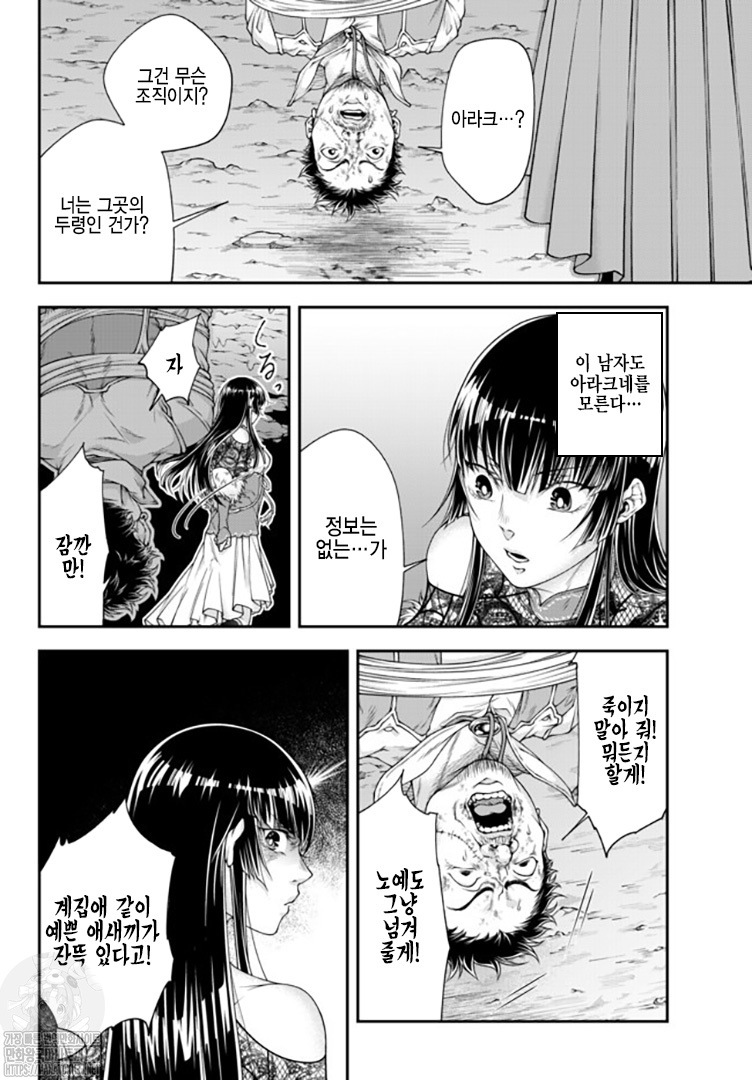 아라크…?
그건 무슨
조직이지?
너는 그곳의
두령인 건가?
이 남자도
아라크네를
모른다…
정보는
없는…가
くるっ
자
잠깐
만!
죽이지
말아 줘!
뭐든지
할게!
노예도
그냥
넘겨
줄게!
계집애 같이
예쁜 애새끼가
잔뜩 있다고!